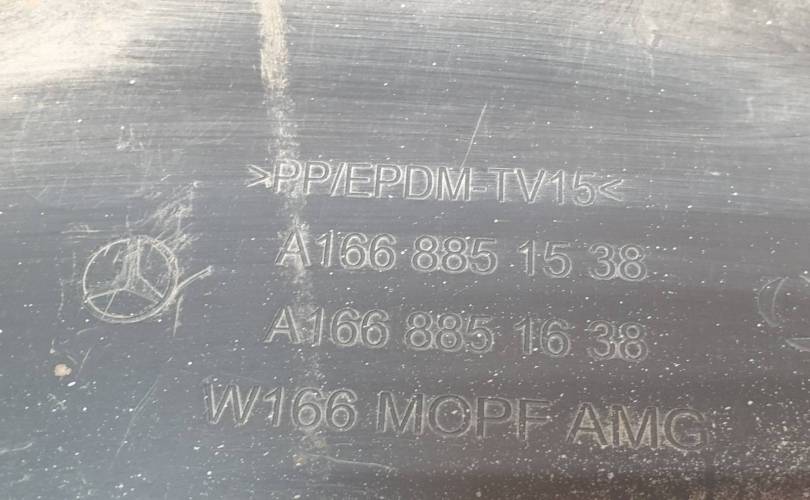 >PP/EPDM-TV15<
A166 885 15 38
A166 885 16 38
W166 MOPF AMG